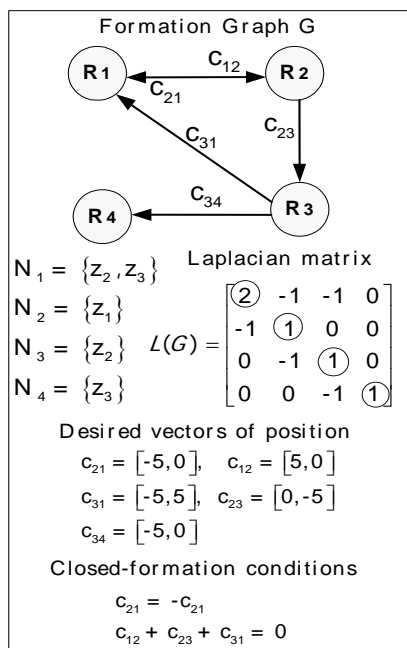 Formation Graph G
R1
R2
C12
C21
C23
C31
R4
C34
R3
N1 = {z2, z3}
N2 = {z1}
N3 = {z2}
N4 = {z3}
Laplacian matrix
L(G) =
2 -1 -1 0
-1 1 0 0
0 -1 1 0
0 0 -1 1
Desired vectors of position
c21 = [-5,0], c12 = [5,0]
c31 = [-5,5], c23 = [0,-5]
c34 = [-5,0]
Closed-formation conditions
c21 = -c21
c12 + c23 + c31 = 0